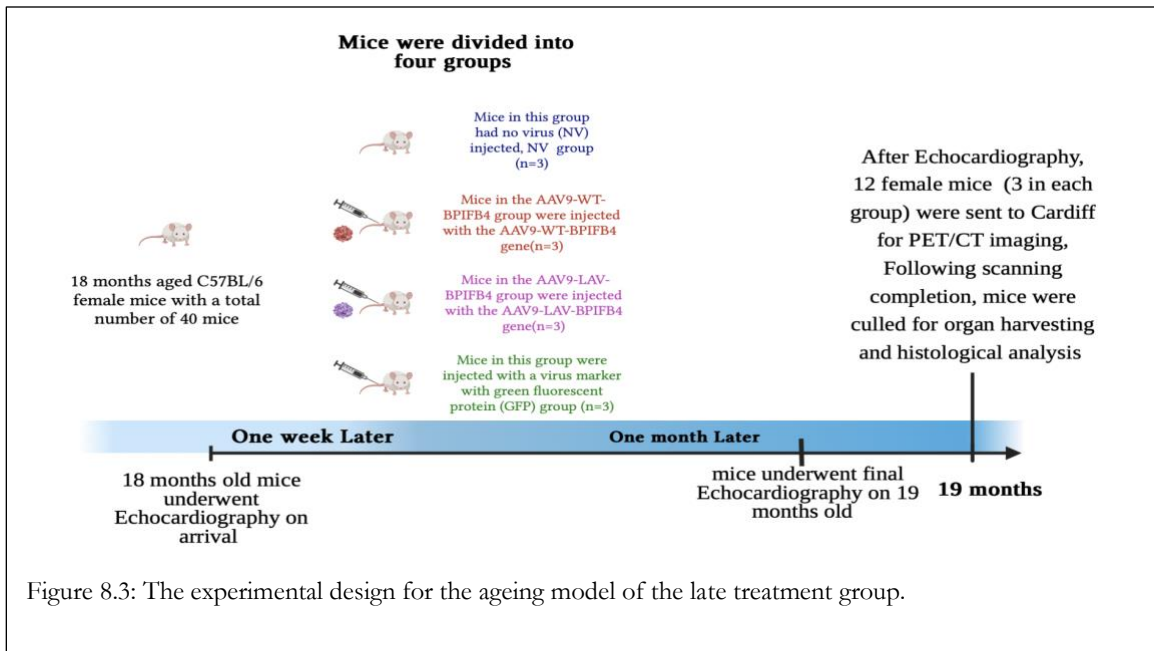 Mice were divided into
four groups
Mice in this group
had no virus (NV)
injected, NV group
(n=3)
Mice in the AAV9-WT-
BPIFB4 group were injected
with the AAV9-WT-BPIFB4
gene(n=3)
Mice in the AAV9-LAV-
BPIFB4 group were injected
with the AAV9-LAV-BPIFB4
gene(n=3)
Mice in this group were
injected with a virus marker
with green fluorescent
protein (GFP) group (n=3)
18 months aged C57BL/6
female mice with a total
number of 40 mice
After Echocardiography,
12 female mice (3 in each
group) were sent to Cardiff
for PET/CT imaging,
Following scanning
completion, mice were
culled for organ harvesting
and histological analysis
One week Later
One month Later
18 months old mice
underwent
Echocardiography on
arrival
mice underwent final
Echocardiography on 19
months old
19 months
Figure 8.3: The experimental design for the ageing model of the late treatment group.